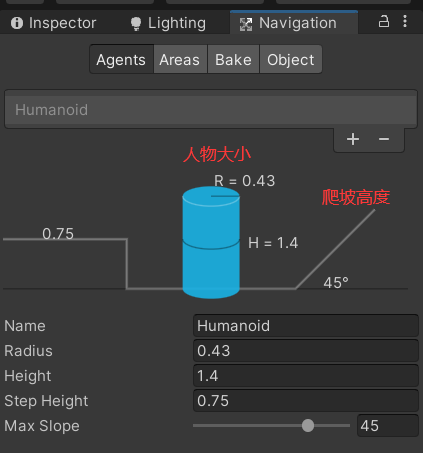 Inspector Lighting Navigation
Agents Areas Bake Object
Humanoid
+ −
人物大小
R = 0.43
爬坡高度
0.75
H = 1.4
45°
Name Humanoid
Radius 0.43
Height 1.4
Step Height 0.75
Max Slope 45